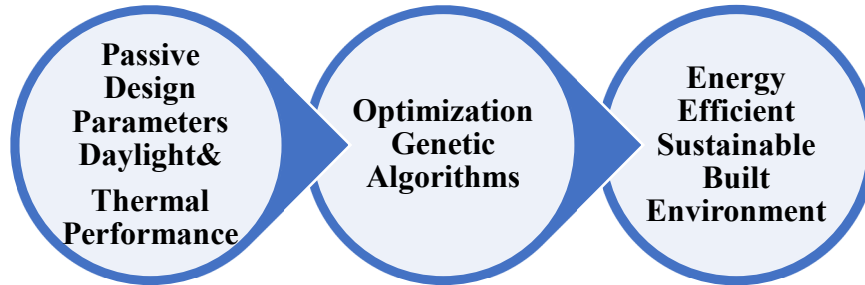 Passive
Design
Parameters
Daylight&
Thermal
Performance
Optimization
Genetic
Algorithms
Energy
Efficient
Sustainable
Built
Environment